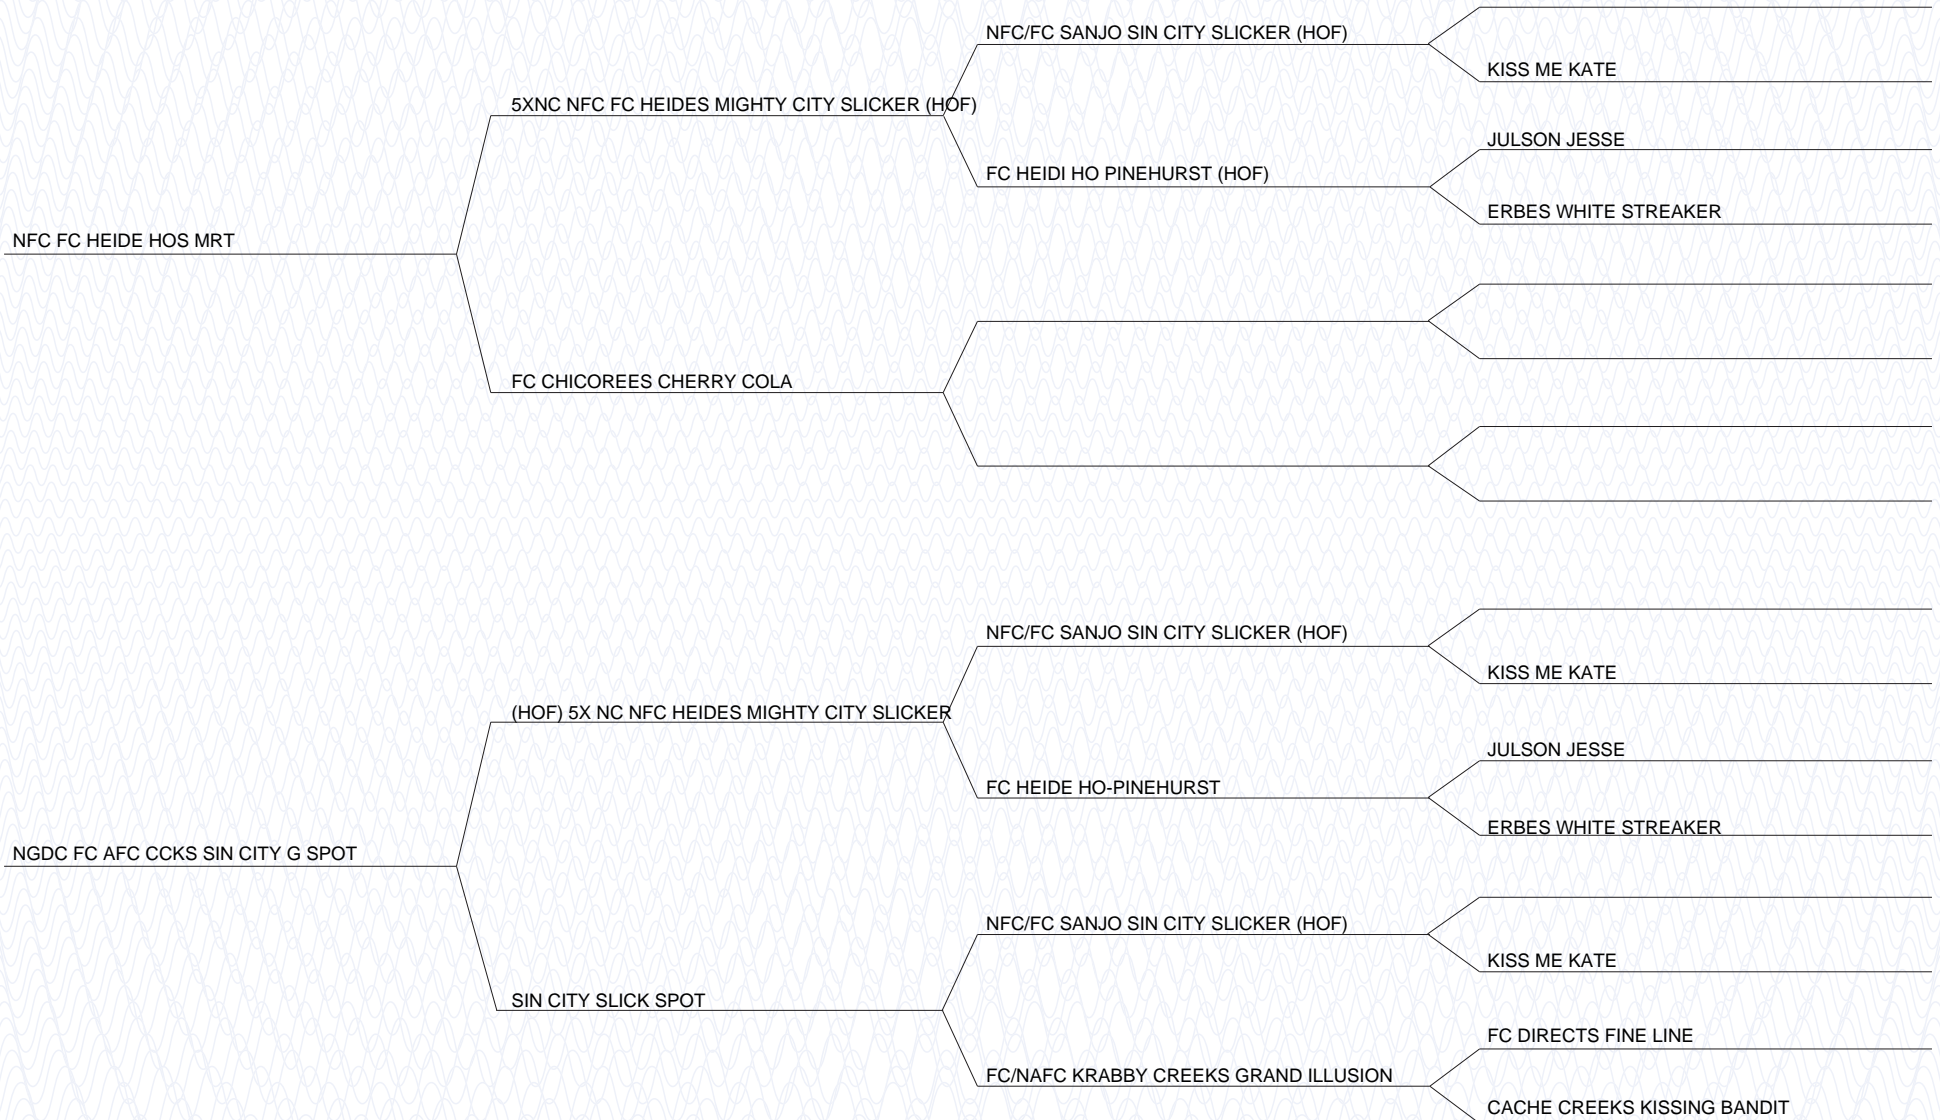 NFC/FC SANJO SIN CITY SLICKER (HOF)
KISS ME KATE
5XNC NFC FC HEIDES MIGHTY CITY SLICKER (HOF)
JULSON JESSE
FC HEIDI HO PINEHURST (HOF)
ERBES WHITE STREAKER
NFC FC HEIDE HOS MRT
FC CHICOREES CHERRY COLA
NFC/FC SANJO SIN CITY SLICKER (HOF)
KISS ME KATE
(HOF) 5X NC NFC HEIDES MIGHTY CITY SLICKER
JULSON JESSE
FC HEIDE HO-PINEHURST
ERBES WHITE STREAKER
NGDC FC AFC CCKS SIN CITY G SPOT
NFC/FC SANJO SIN CITY SLICKER (HOF)
KISS ME KATE
SIN CITY SLICK SPOT
FC DIRECTS FINE LINE
FC/NAFC KRABBY CREEKS GRAND ILLUSION
CACHE CREEKS KISSING BANDIT